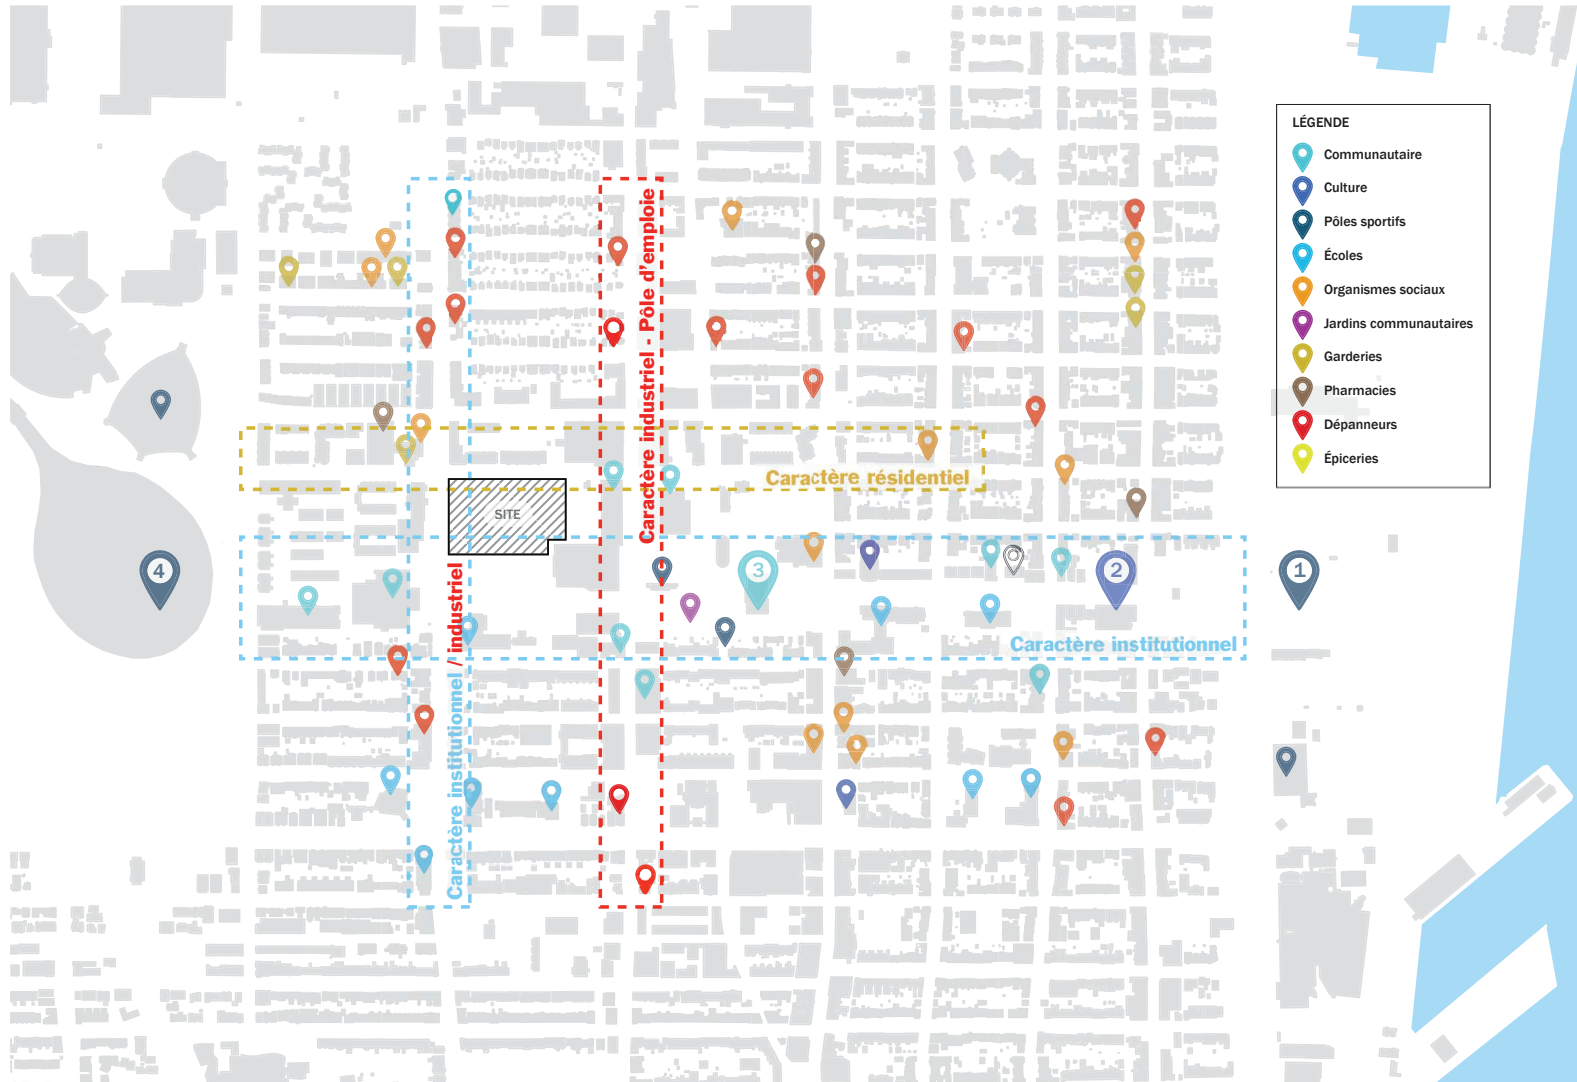 LÉGENDE
Communautaire
Culture
Pôles sportifs
Écoles
Organismes sociaux
Jardins communautaires
Garderies
Pharmacies
Dépanneurs
Épiceries
Caractère industriel - Pôle d'emploie
Caractère résidentiel
SITE
4
3
2
1
Caractère institutionnel
Caractère institutionnel / industriel